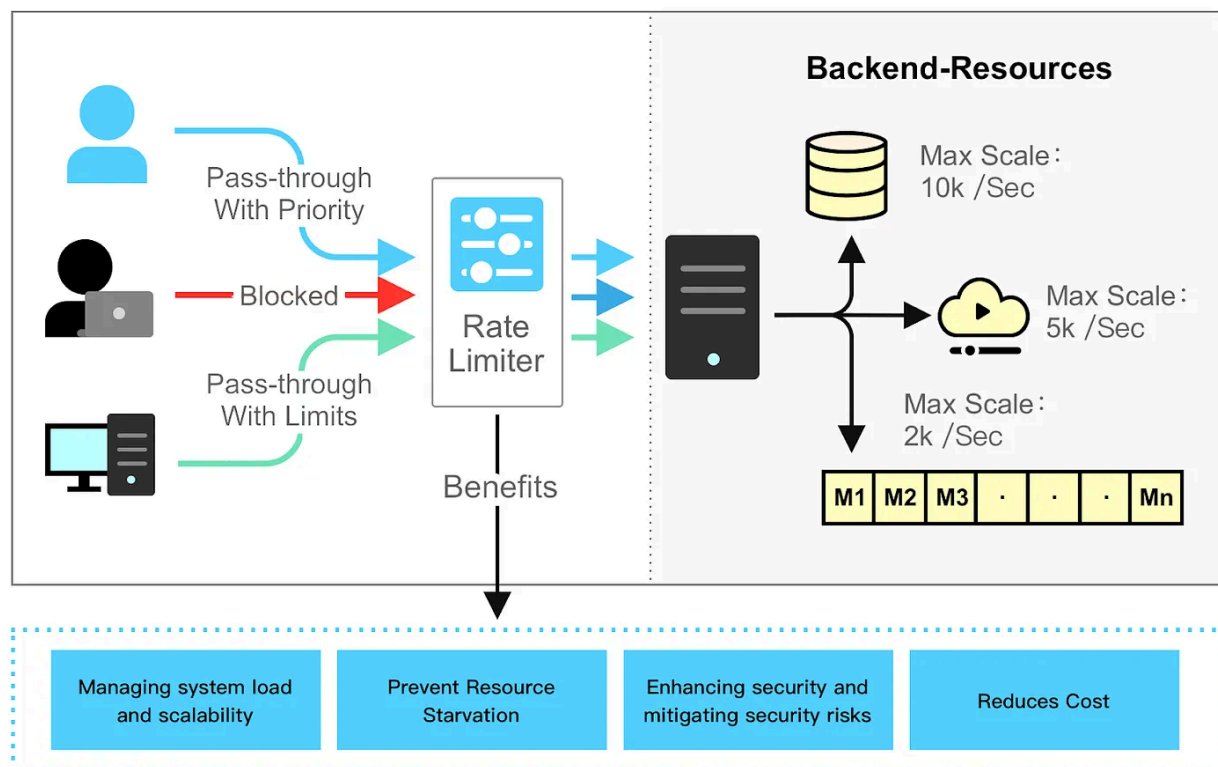 Backend-Resources
Pass-through
With Priority
Blocked
Pass-through
With Limits
Rate
Limiter
Benefits
Max Scale：
10k /Sec
Max Scale：
5k /Sec
Max Scale：
2k /Sec
M1 M2 M3 · · · Mn
Managing system load
and scalability
Prevent Resource
Starvation
Enhancing security and
mitigating security risks
Reduces Cost